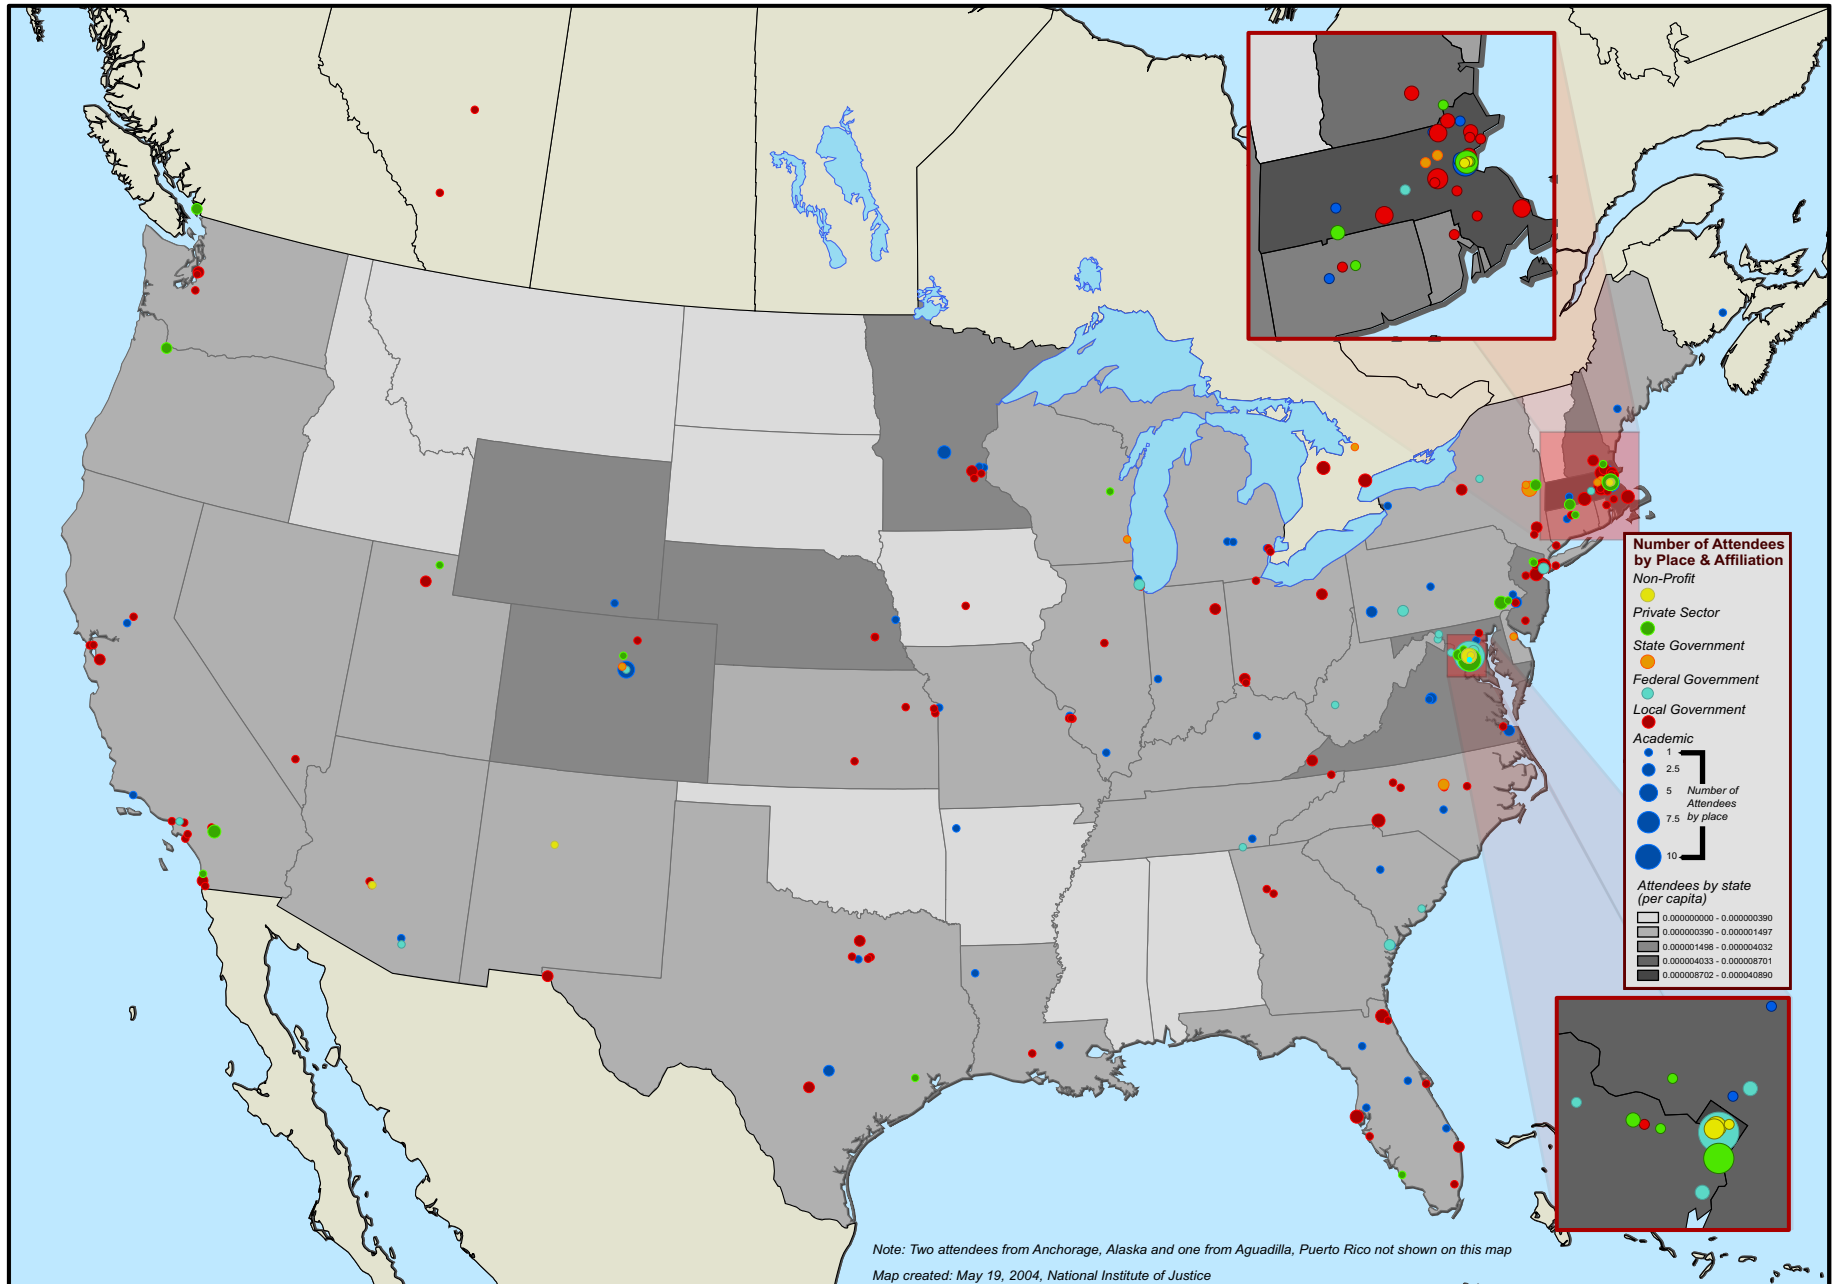 Number of Attendees
by Place & Affiliation
Non-Profit
Private Sector
State Government
Federal Government
Local Government
Academic
1
2.5
5
7.5
10
Number of
Attendees
by place
Attendees by state
(per capita)
0.000000000 - 0.000000390
0.000000390 - 0.000001497
0.000001498 - 0.000004032
0.000004033 - 0.000008701
0.000008702 - 0.000040890
Note: Two attendees from Anchorage, Alaska and one from Aguadilla, Puerto Rico not shown on this map
Map created: May 19, 2004, National Institute of Justice